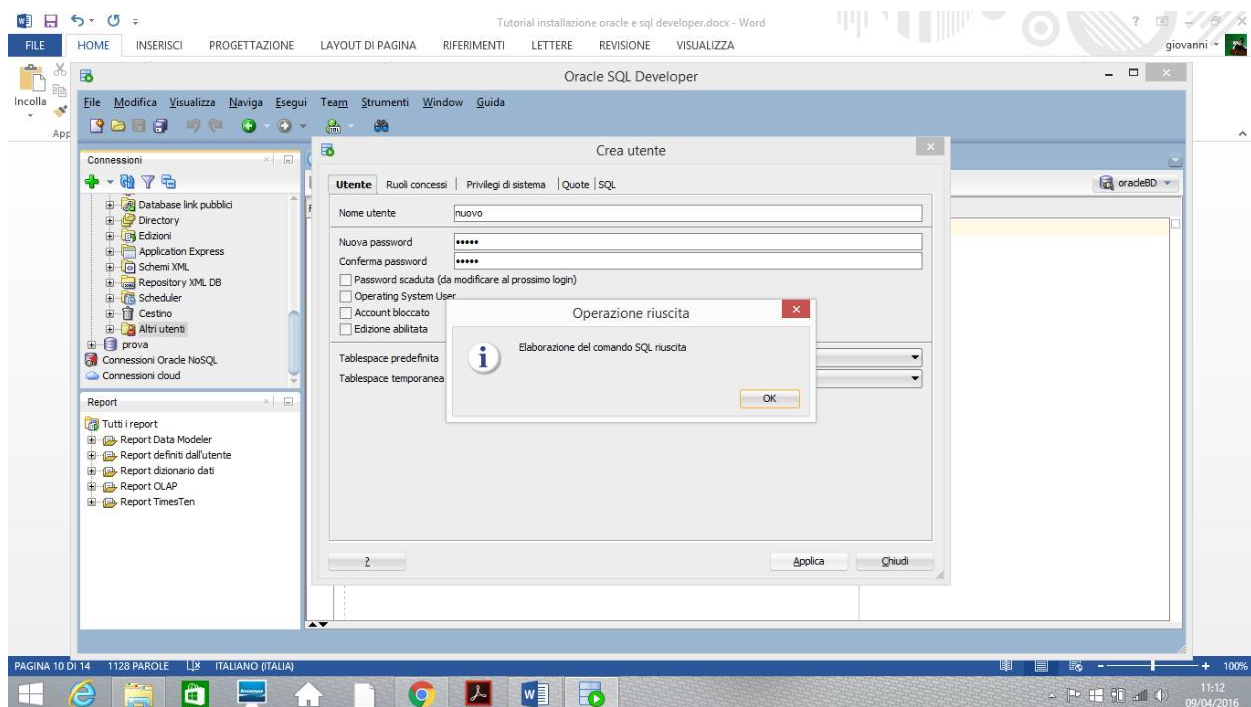 Tutorial installazione oracle e sql developer.docx - Word
FILE HOME INSERISCI PROGETTAZIONE LAYOUT DI PAGINA RIFERIMENTI LETTERE REVISIONE VISUALIZZA
giovanni
Incolla
App
Oracle SQL Developer
File Modifica Visualizza Naviga Esegui Team Strumenti Window Guida
Connessioni
Database link pubblici
Directory
Edizioni
Application Express
Schemi XML
Repository XML DB
Scheduler
Cestino
Altri utenti
prova
Connessioni Oracle NoSQL
Connessioni cloud
Report
Tutti i report
Report Data Modeler
Report definiti dall'utente
Report dizionario dati
Report OLAP
Report TimesTen
oracleBD
Crea utente
Utente Ruoli concessi Privilegi di sistema Quote SQL
Nome utente nuovo
Nuova password •••••
Conferma password •••••
Password scaduta (da modificare al prossimo login)
Operating System User
Account bloccato
Edizione abilitata
Tablespace predefinita
Tablespace temporanea
Operazione riuscita
Elaborazione del comando SQL riuscita
OK
? Applica Chiudi
PAGINA 10 DI 14 1128 PAROLE ITALIANO (ITALIA) 100%
11:12
09/04/2016